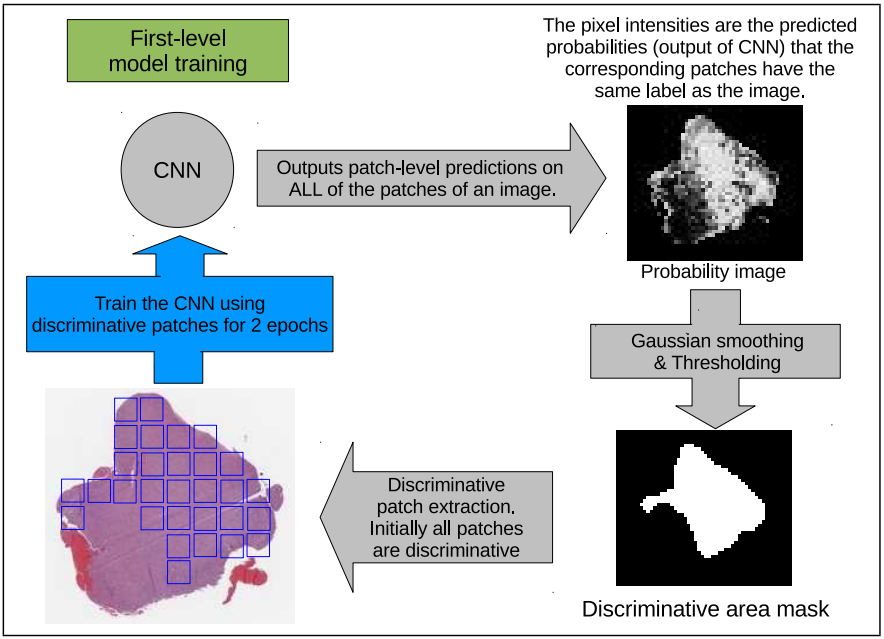 First-level
model training
The pixel intensities are the predicted
probabilities (output of CNN) that the
corresponding patches have the
same label as the image.
CNN
Outputs patch-level predictions on
ALL of the patches of an image.
Probability image
Train the CNN using
discriminative patches for 2 epochs
Gaussian smoothing
& Thresholding
Discriminative
patch extraction.
Initially all patches
are discriminative
Discriminative area mask